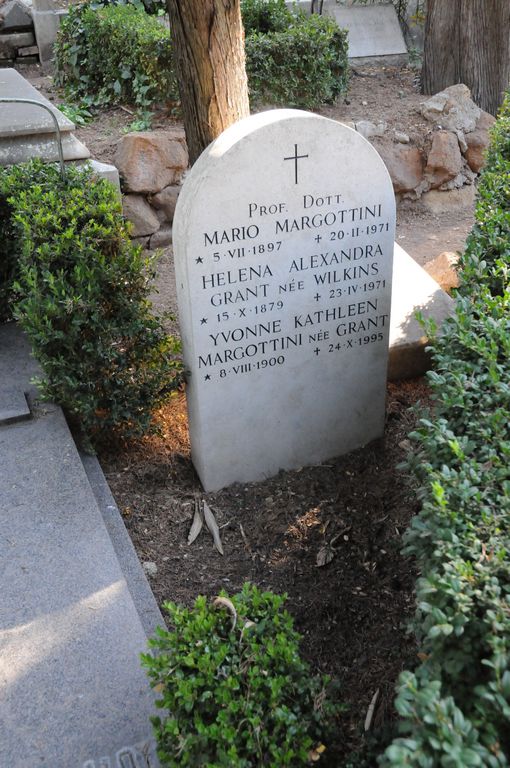 PROF. DOTT.
MARIO MARGOTTINI
* 5·VII·1897 + 20·II·1971
HELENA ALEXANDRA
GRANT NÉE WILKINS
* 15·X·1879 + 23·IV·1971
YVONNE KATHLEEN
MARGOTTINI NÉE GRANT
* 8·VIII·1900 + 24·X·1995